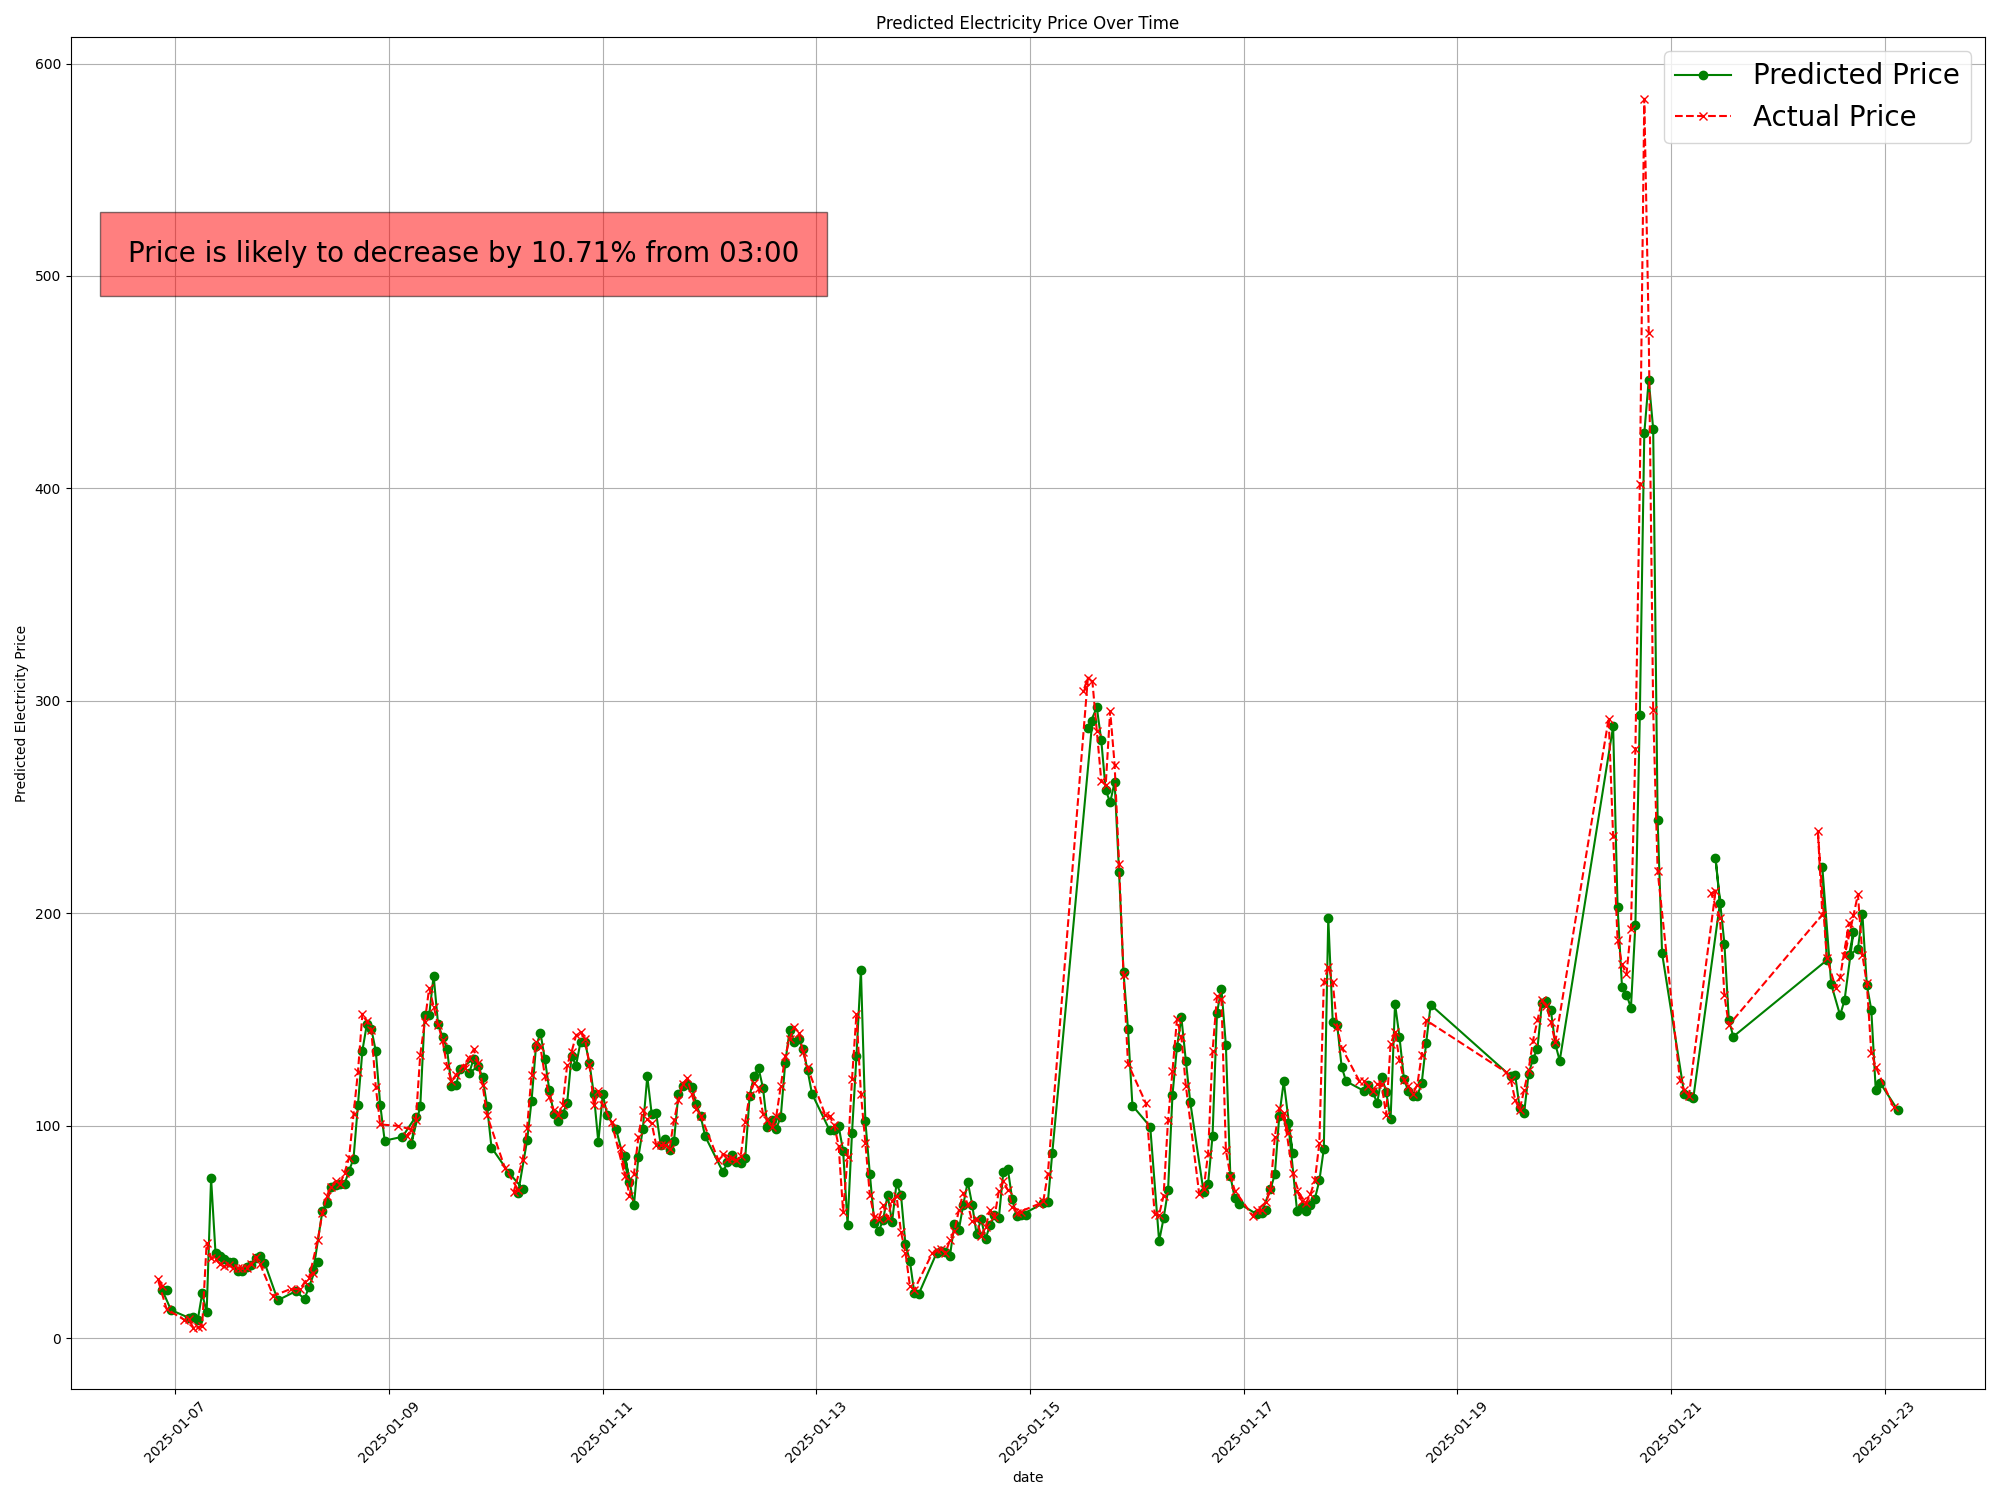 Predicted Electricity Price Over Time
600
500
400
300
200
100
0
Predicted Electricity Price
Predicted Price
Actual Price
Price is likely to decrease by 10.71% from 03:00
2025-01-07
2025-01-09
2025-01-11
2025-01-13
2025-01-15
2025-01-17
2025-01-19
2025-01-21
2025-01-23
date